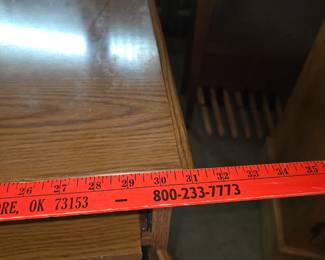 26 27 28 29 30 31 32 33 34 35
ORE, OK 73153 - 800-233-7773